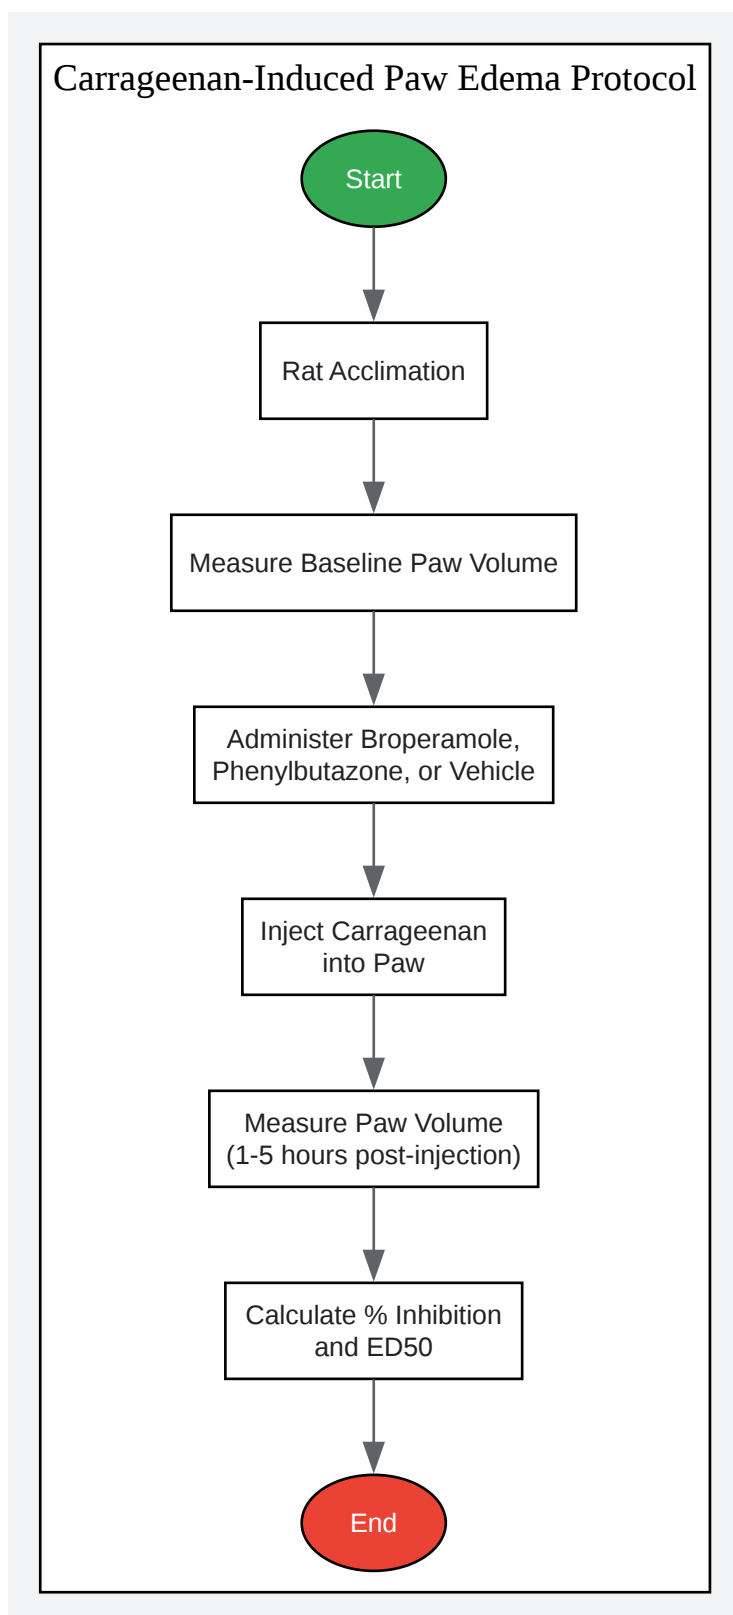 Carrageenan-Induced Paw Edema Protocol
Start
Rat Acclimation
Measure Baseline Paw Volume
Administer Broperamole,
Phenylbutazone, or Vehicle
Inject Carrageenan
into Paw
Measure Paw Volume
(1-5 hours post-injection)
Calculate % Inhibition
and ED50
End